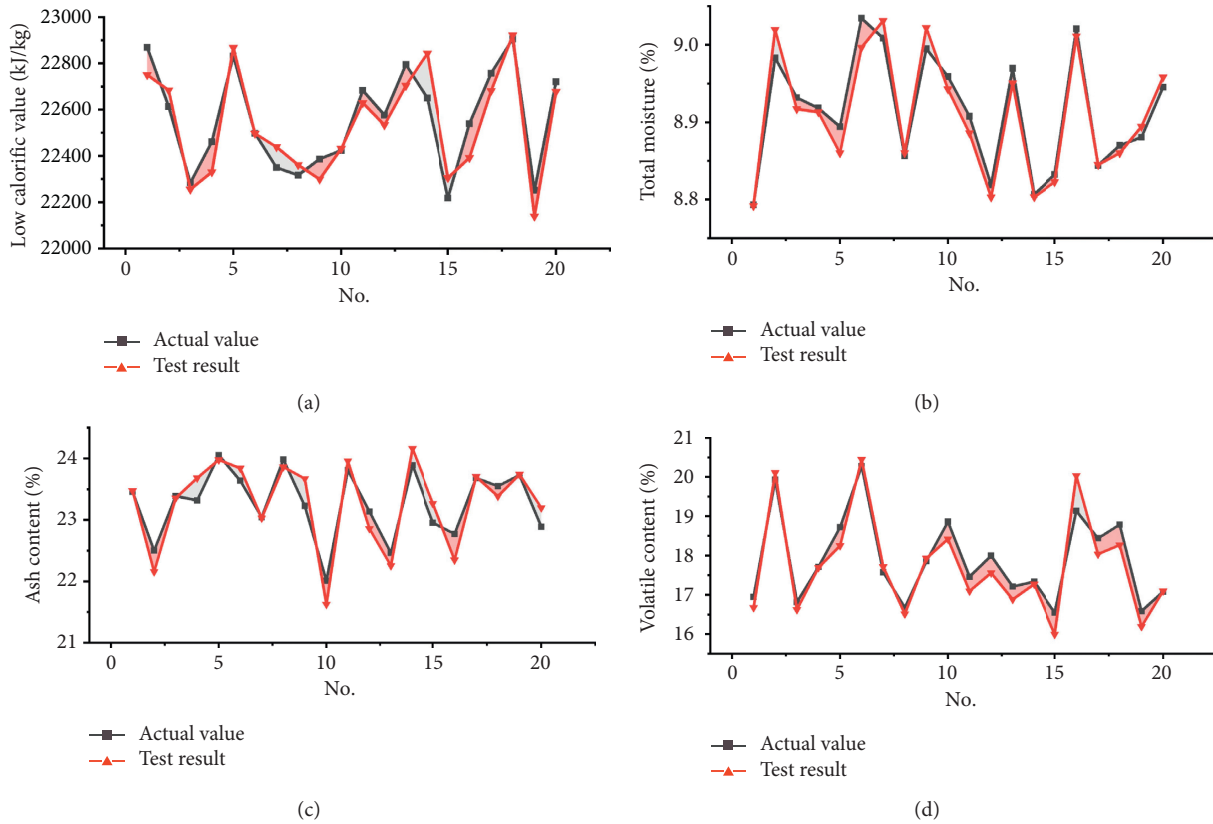 Low calorific value (kJ/kg)
23000
22800
22600
22400
22200
22000
0 5 10 15 20
No.
Actual value
Test result
(a)
Total moisture (%)
9.0
8.9
8.8
0 5 10 15 20
No.
Actual value
Test result
(b)
Ash content (%)
24
23
22
21
0 5 10 15 20
No.
Actual value
Test result
(c)
Volatile content (%)
21
20
19
18
17
16
0 5 10 15 20
No.
Actual value
Test result
(d)